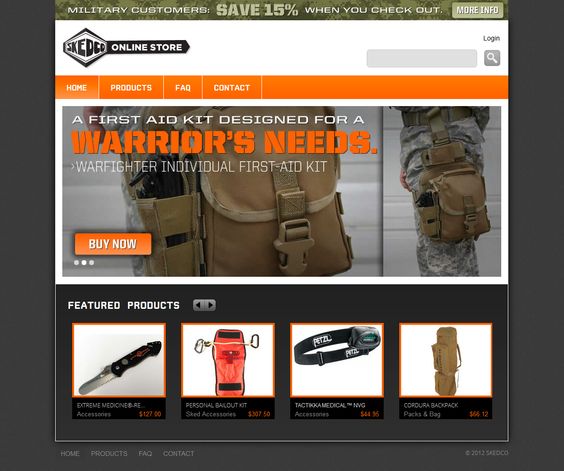 MILITARY CUSTOMERS: SAVE 15% WHEN YOU CHECK OUT. MORE INFO
SKEDCO ONLINE STORE
Login
HOME PRODUCTS FAQ CONTACT
A FIRST AID KIT DESIGNED FOR A
WARRIOR'S NEEDS.
›WARFIGHTER INDIVIDUAL FIRST-AID KIT
BUY NOW
FEATURED PRODUCTS
PETZL
EXTREME MEDICINE®-RE... PERSONAL BAILOUT KIT TACTIKKA MEDICAL™ NVG CORDURA BACKPACK
Accessories $127.00 Sked Accessories $307.50 Accessories $44.95 Packs & Bag $66.12
HOME PRODUCTS FAQ CONTACT © 2012 SKEDCO